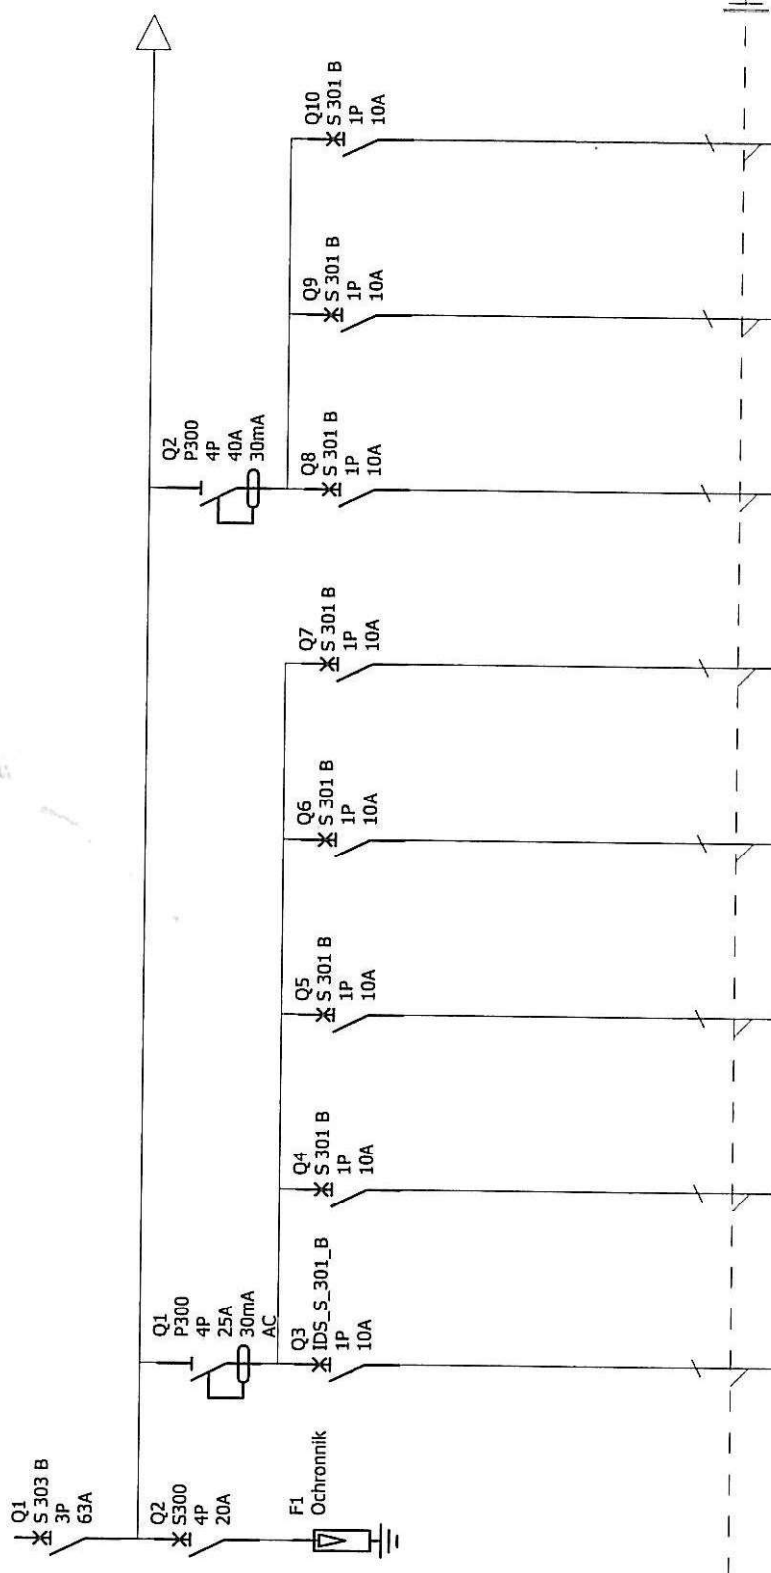 Q1
S 303 B
3P
63A
Q2
S300
4P
20A
F1
Ochronnik
Q1
P300
4P
25A
30mA
AC
Q3
IDS_S_301_B
1P
10A
Q4
S 301 B
1P
10A
Q5
S 301 B
1P
10A
Q6
S 301 B
1P
10A
Q7
S 301 B
1P
10A
Q2
P300
4P
40A
30mA
Q8
S 301 B
1P
10A
Q9
S 301 B
1P
10A
Q10
S 301 B
1P
10A